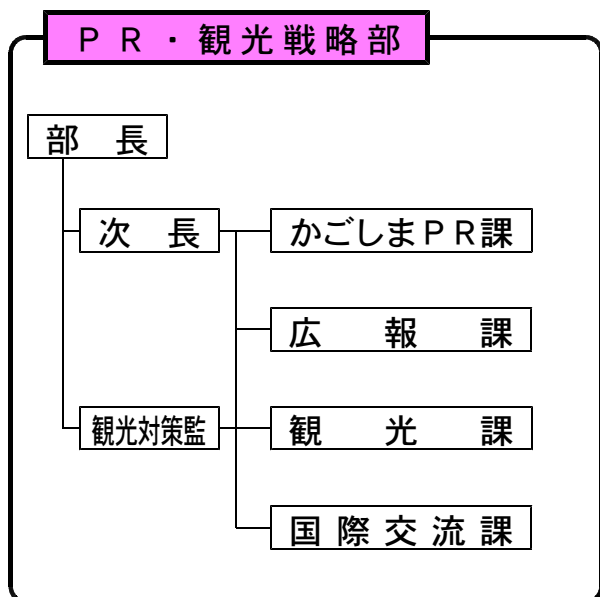 ＰＲ・観光戦略部
部長
次長
かごしまＰＲ課
広報課
観光対策監
観光課
国際交流課